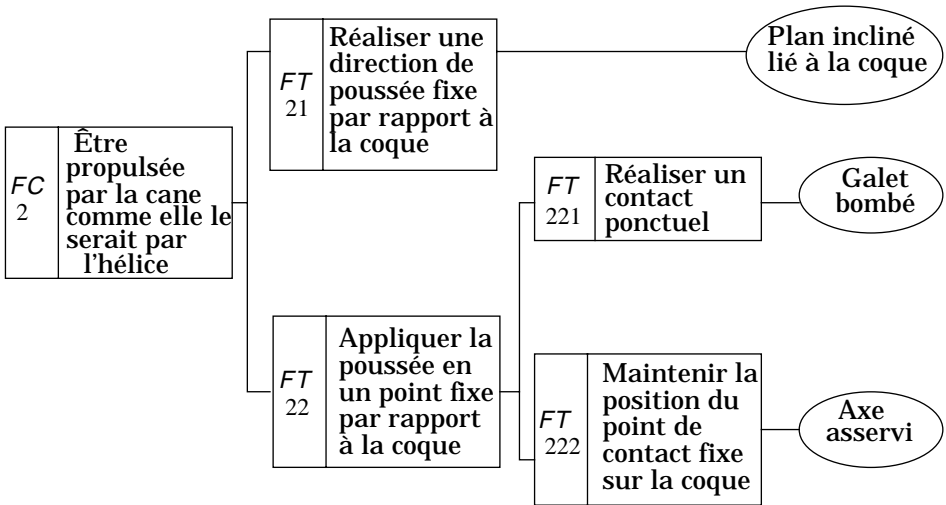 FC
2
Être
propulsée
par la cane
comme elle le
serait par
l'hélice
FT
21
Réaliser une
direction de
poussée fixe
par rapport à
la coque
Plan incliné
lié à la coque
FT
22
Appliquer la
poussée en
un point fixe
par rapport
à la coque
FT
221
Réaliser un
contact
ponctuel
Galet
bombé
FT
222
Maintenir la
position du
point de
contact fixe
sur la coque
Axe
asservi